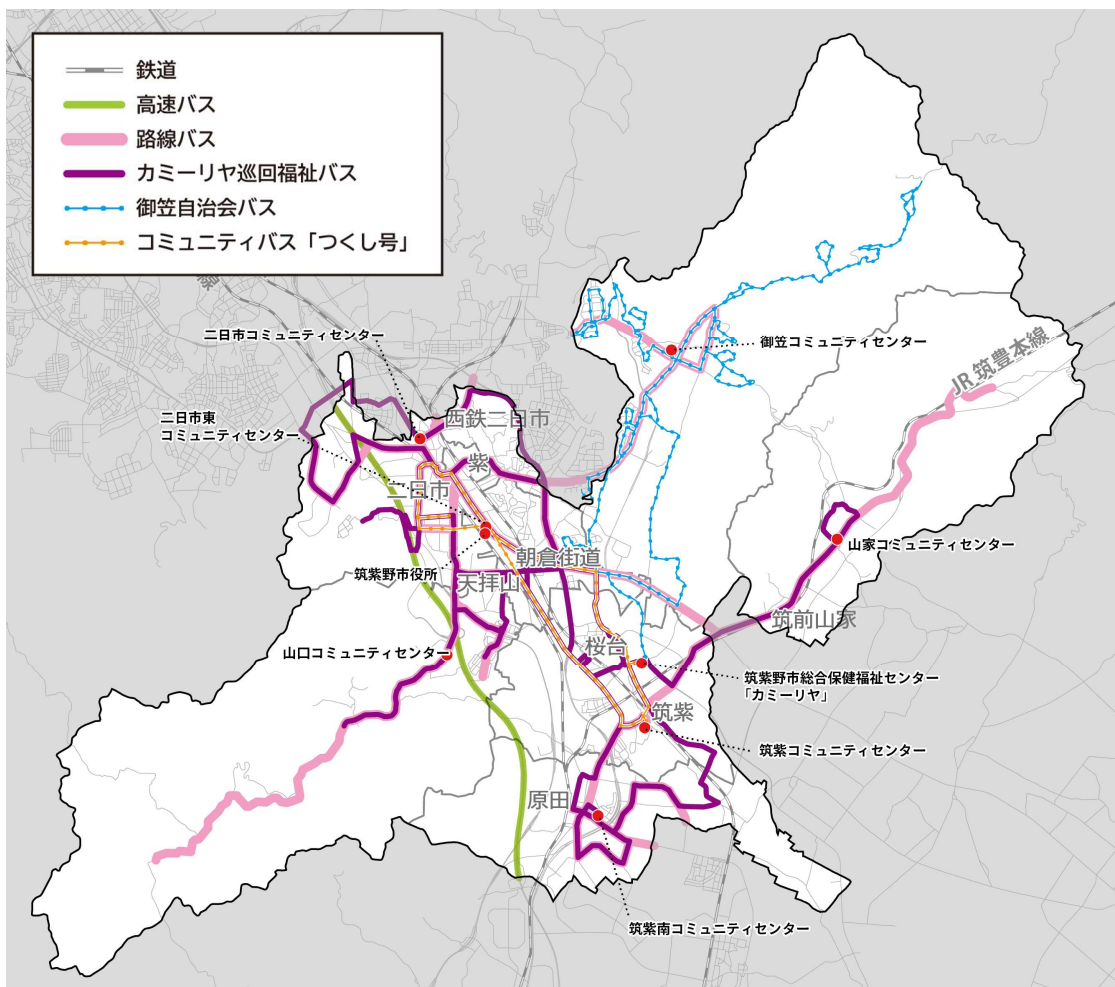 鉄道
高速バス
路線バス
カミーリヤ巡回福祉バス
御笠自治会バス
コミュニティバス「つくし号」
線
二日市コミュニティセンター
御笠コミュニティセンター
JR 筑豊本線
二日市東
コミュニティセンター
西鉄二日市
紫
二日市
山家コミュニティセンター
朝倉街道
筑紫野市役所
天拝山
筑前山家
桜台
山口コミュニティセンター
筑紫野市総合保健福祉センター
「カミーリヤ」
筑紫
筑紫コミュニティセンター
原田
筑紫南コミュニティセンター